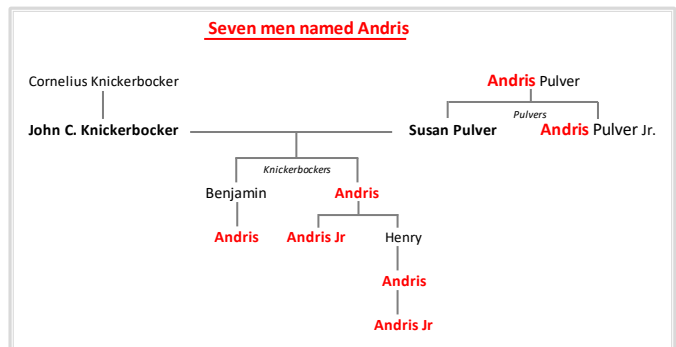 Seven men named Andris
Cornelius Knickerbocker Andris Pulver
Pulvers
John C. Knickerbocker Susan Pulver Andris Pulver Jr.
Knickerbockers
Benjamin Andris
Andris Andris Jr Henry
Andris
Andris Jr